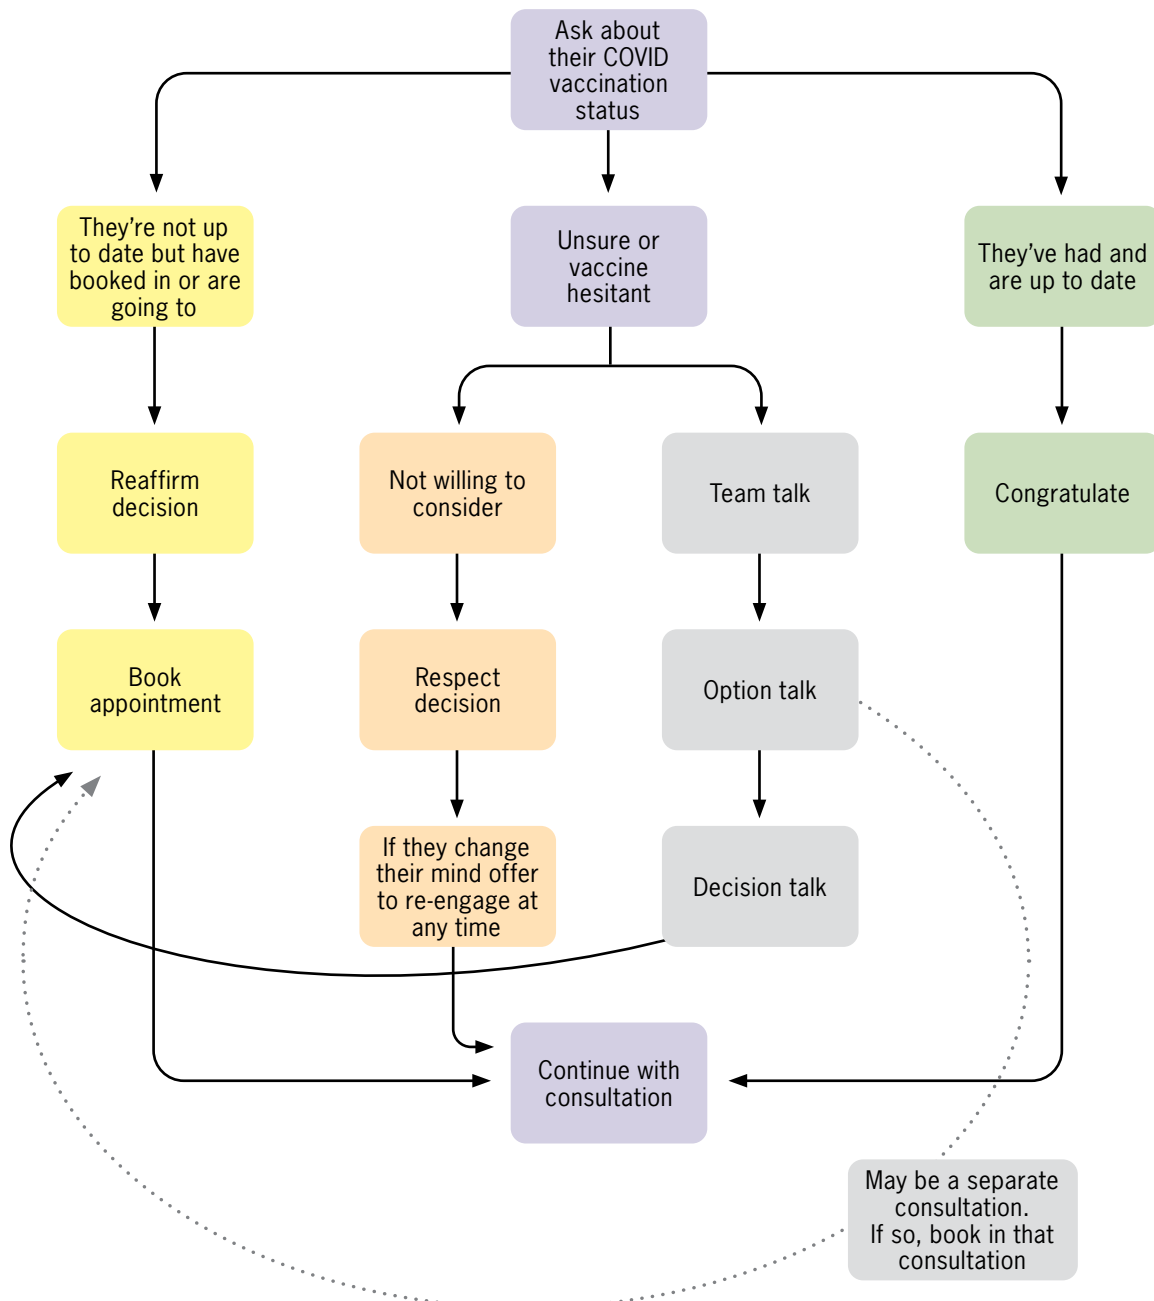 Ask about
their COVID
vaccination
status
They’re not up
to date but have
booked in or are
going to
Unsure or
vaccine
hesitant
They’ve had and
are up to date
Reaffirm
decision
Not willing to
consider
Team talk
Congratulate
Book
appointment
Respect
decision
Option talk
If they change
their mind offer
to re-engage at
any time
Decision talk
Continue with
consultation
May be a separate
consultation.
If so, book in that
consultation